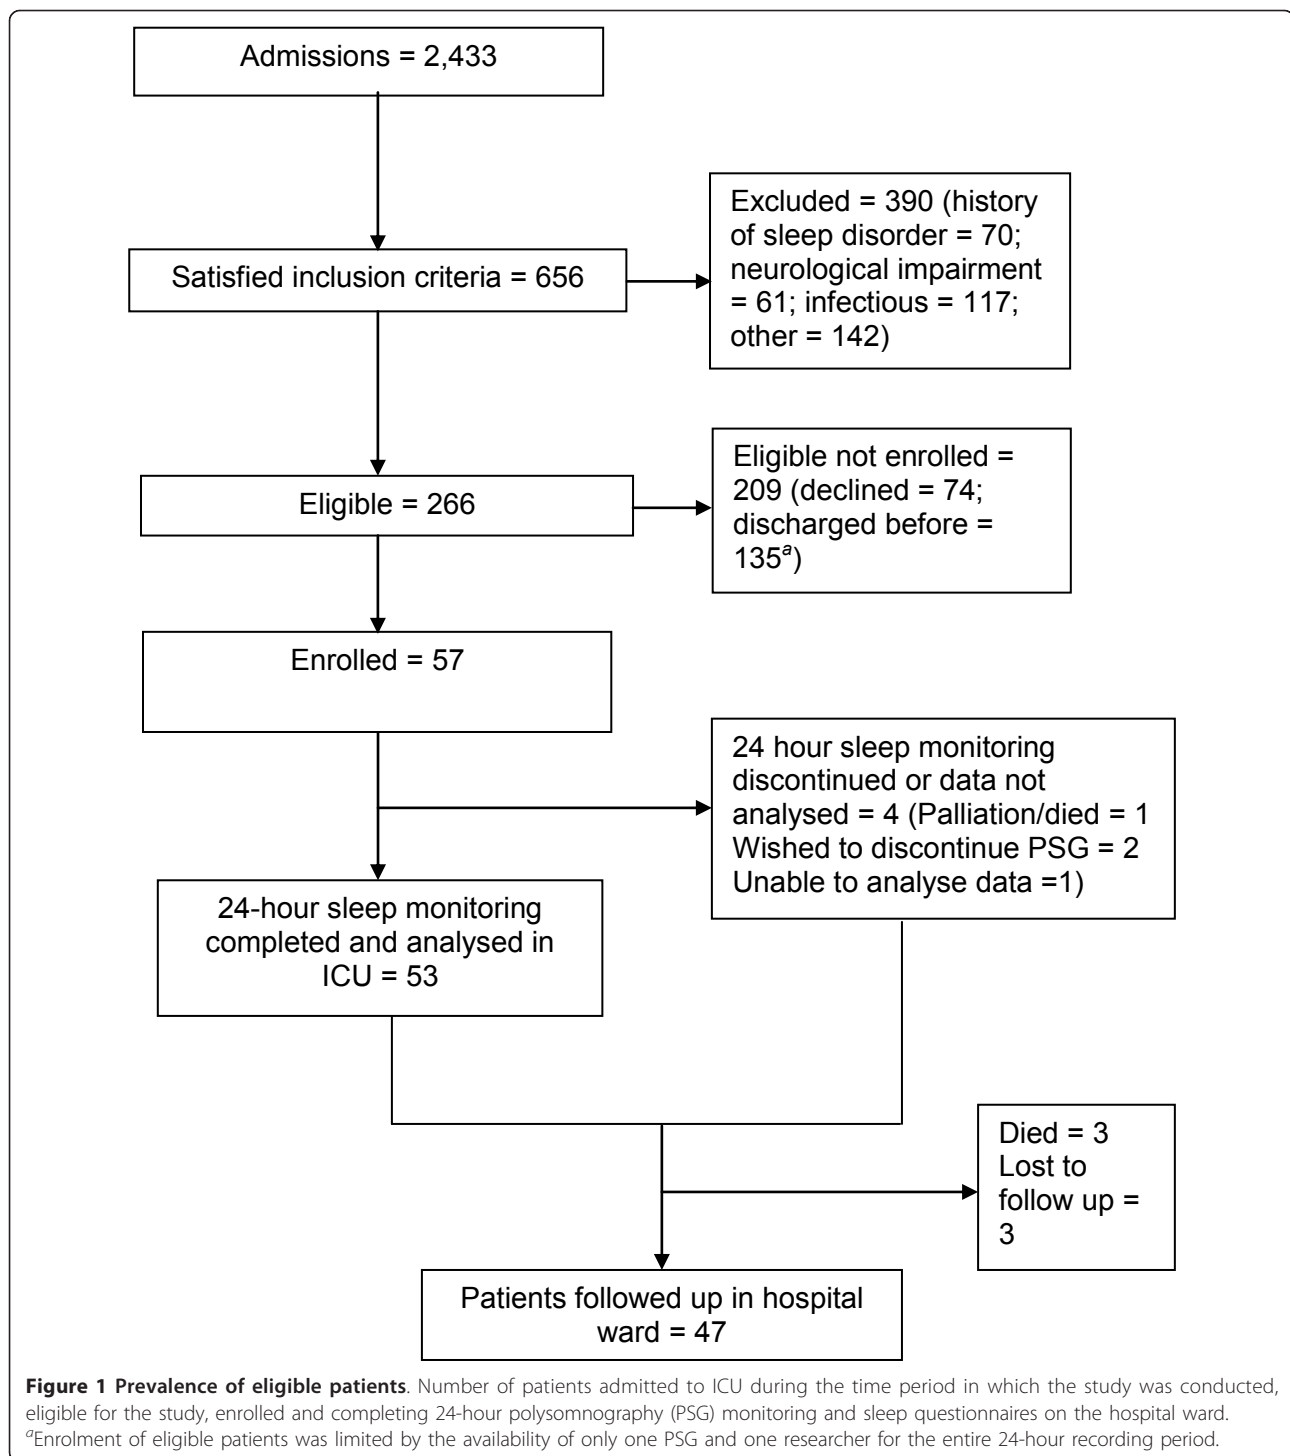 Admissions = 2,433
Excluded = 390 (history
of sleep disorder = 70;
neurological impairment
= 61; infectious = 117;
other = 142)
Satisfied inclusion criteria = 656
Eligible not enrolled =
209 (declined = 74;
discharged before =
135a)
Eligible = 266
Enrolled = 57
24 hour sleep monitoring
discontinued or data not
analysed = 4 (Palliation/died = 1
Wished to discontinue PSG = 2
Unable to analyse data =1)
24-hour sleep monitoring
completed and analysed in
ICU = 53
Died = 3
Lost to
follow up =
3
Patients followed up in hospital
ward = 47
Figure 1 Prevalence of eligible patients. Number of patients admitted to ICU during the time period in which the study was conducted,
eligible for the study, enrolled and completing 24-hour polysomnography (PSG) monitoring and sleep questionnaires on the hospital ward.
aEnrolment of eligible patients was limited by the availability of only one PSG and one researcher for the entire 24-hour recording period.